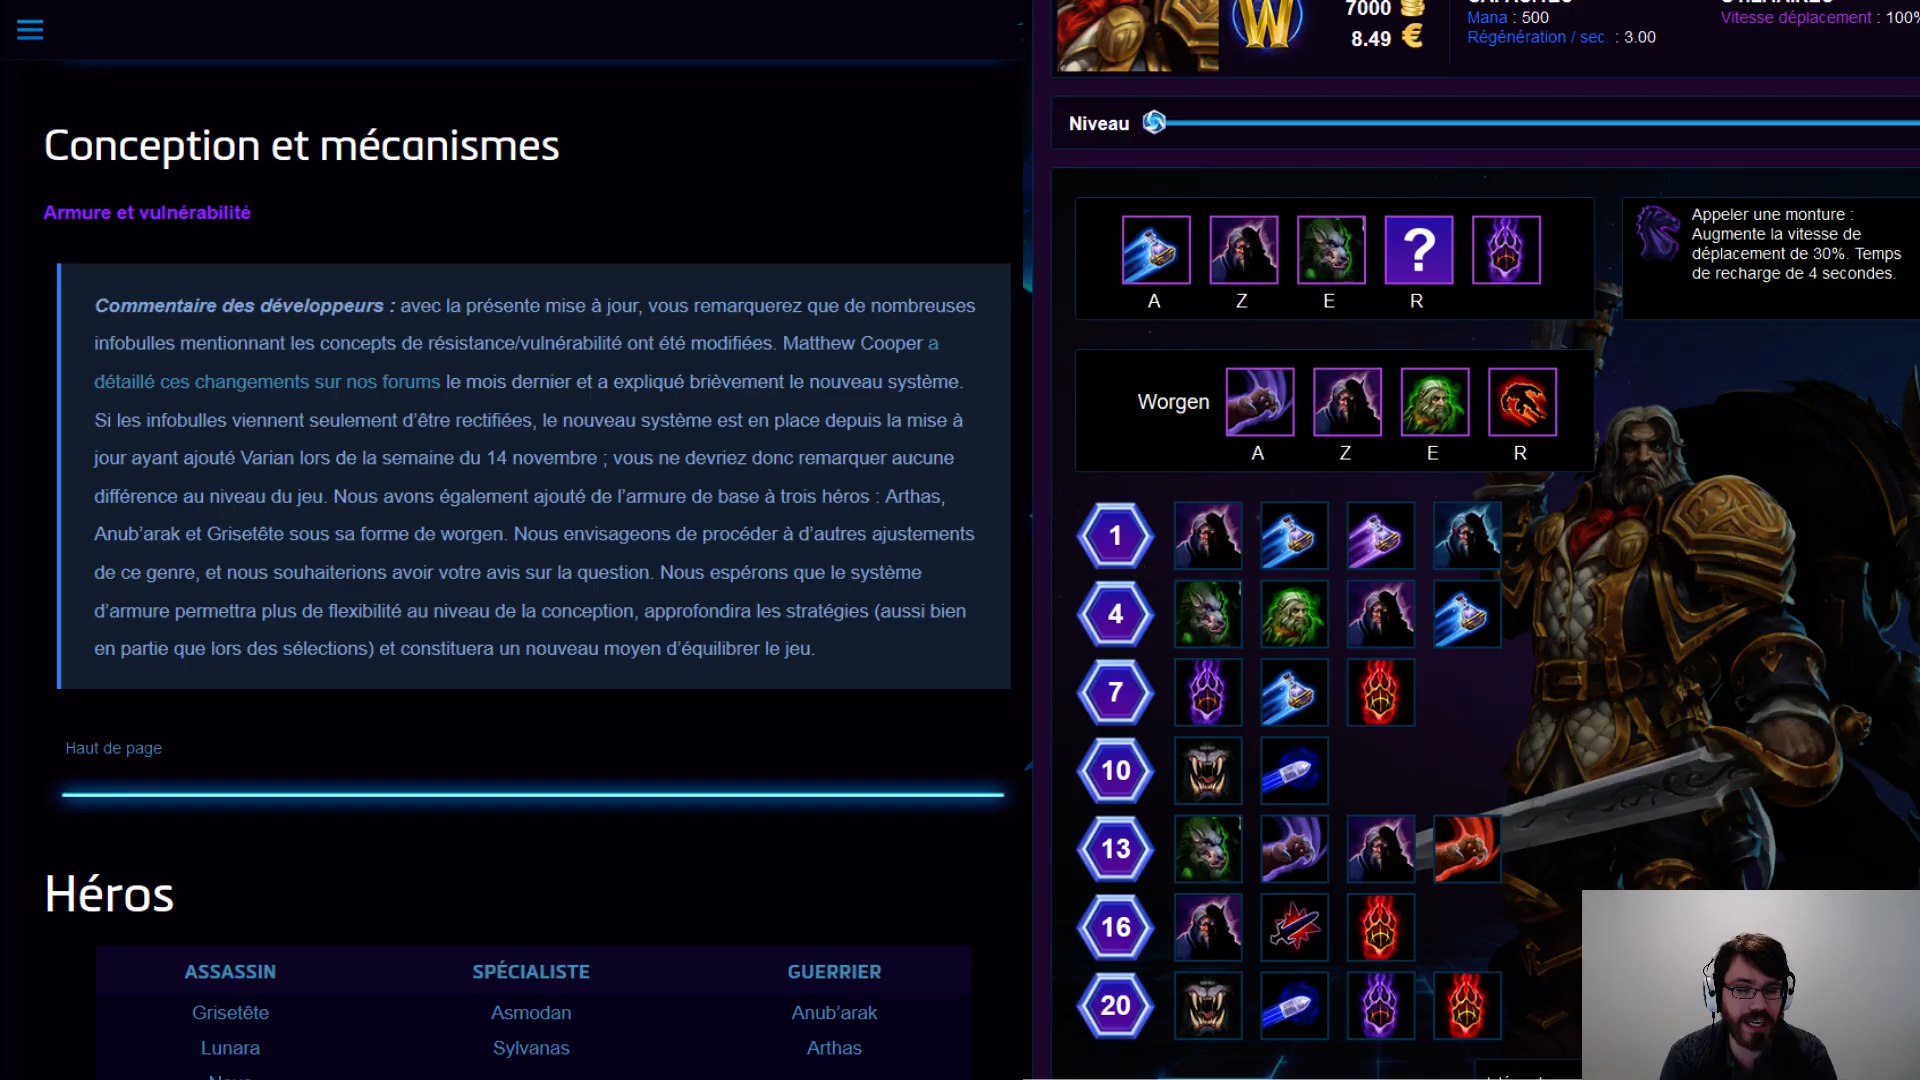 Conception et mécanismes
Armure et vulnérabilité
Commentaire des développeurs : avec la présente mise à jour, vous remarquerez que de nombreuses
infobulles mentionnant les concepts de résistance/vulnérabilité ont été modifiées. Matthew Cooper a
détaillé ces changements sur nos forums le mois dernier et a expliqué brièvement le nouveau système.
Si les infobulles viennent seulement d’être rectifiées, le nouveau système est en place depuis la mise à
jour ayant ajouté Varian lors de la semaine du 14 novembre ; vous ne devriez donc remarquer aucune
différence au niveau du jeu. Nous avons également ajouté de l’armure de base à trois héros : Arthas,
Anub’arak et Grisetête sous sa forme de worgen. Nous envisageons de procéder à d’autres ajustements
de ce genre, et nous souhaiterions avoir votre avis sur la question. Nous espérons que le système
d’armure permettra plus de flexibilité au niveau de la conception, approfondira les stratégies (aussi bien
en partie que lors des sélections) et constituera un nouveau moyen d’équilibrer le jeu.
Haut de page
Héros
ASSASSIN SPÉCIALISTE GUERRIER
Grisetête Asmodan Anub’arak
Lunara Sylvanas Arthas
W
7000
8.49 €
Mana : 500
Régénération / sec. : 3.00
Vitesse déplacement : 100%
Niveau
?
A Z E R
Appeler une monture :
Augmente la vitesse de
déplacement de 30%. Temps
de recharge de 4 secondes.
Worgen
A Z E R
1
4
7
10
13
16
20